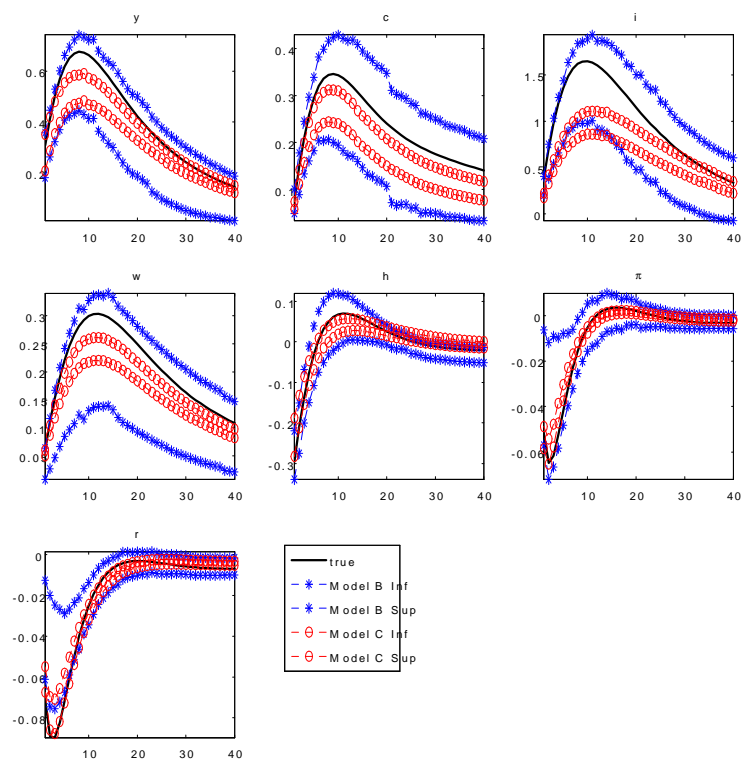 y c i
0.6 0.4 1.5
0.4 0.3 1
0.2 0.2 0.5
0.1 0
10 20 30 40 10 20 30 40 10 20 30 40
w h π
0.3 0.1 0
0.25 0 -0.02
0.2 -0.1 -0.04
0.15 -0.2 -0.06
0.1 -0.3
0.05
10 20 30 40 10 20 30 40 10 20 30 40
r
0
-0.02
-0.04
-0.06
-0.08
10 20 30 40
true
Model B Inf
Model B Sup
Model C Inf
Model C Sup